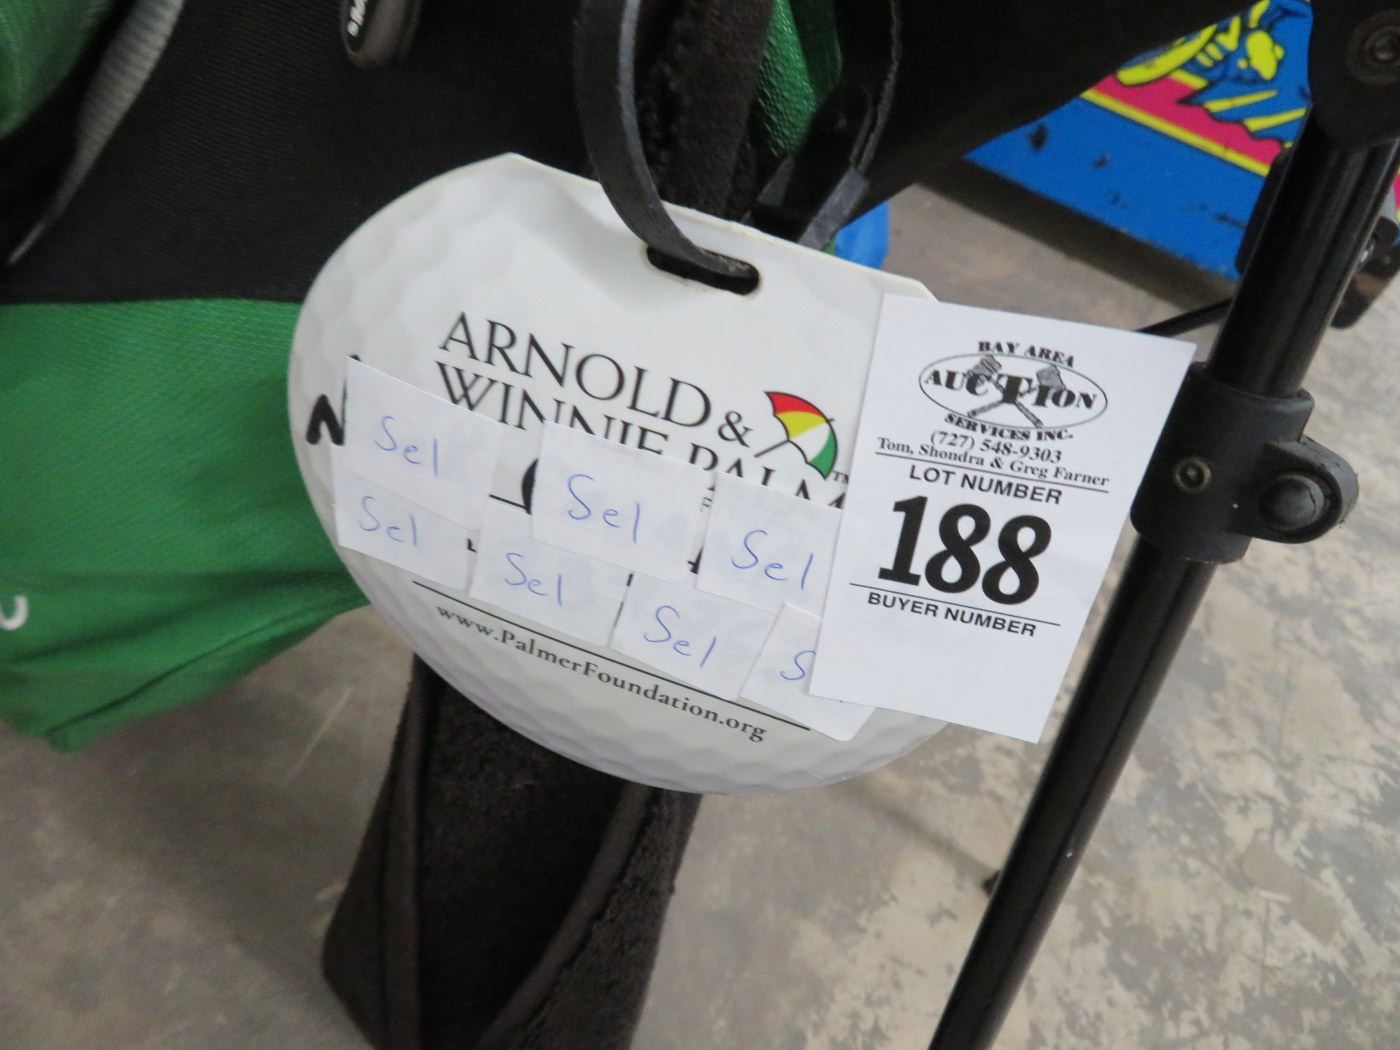 ARNOLD &
WINNIE PALM
N
Sel
Sel
Sel
Sel
Sel
Sel
S
www.PalmerFoundation.org
BAY AREA
AUCTION
SERVICES INC.
(727) 548-9303
Tom, Shondra & Greg Farner
LOT NUMBER
188
BUYER NUMBER